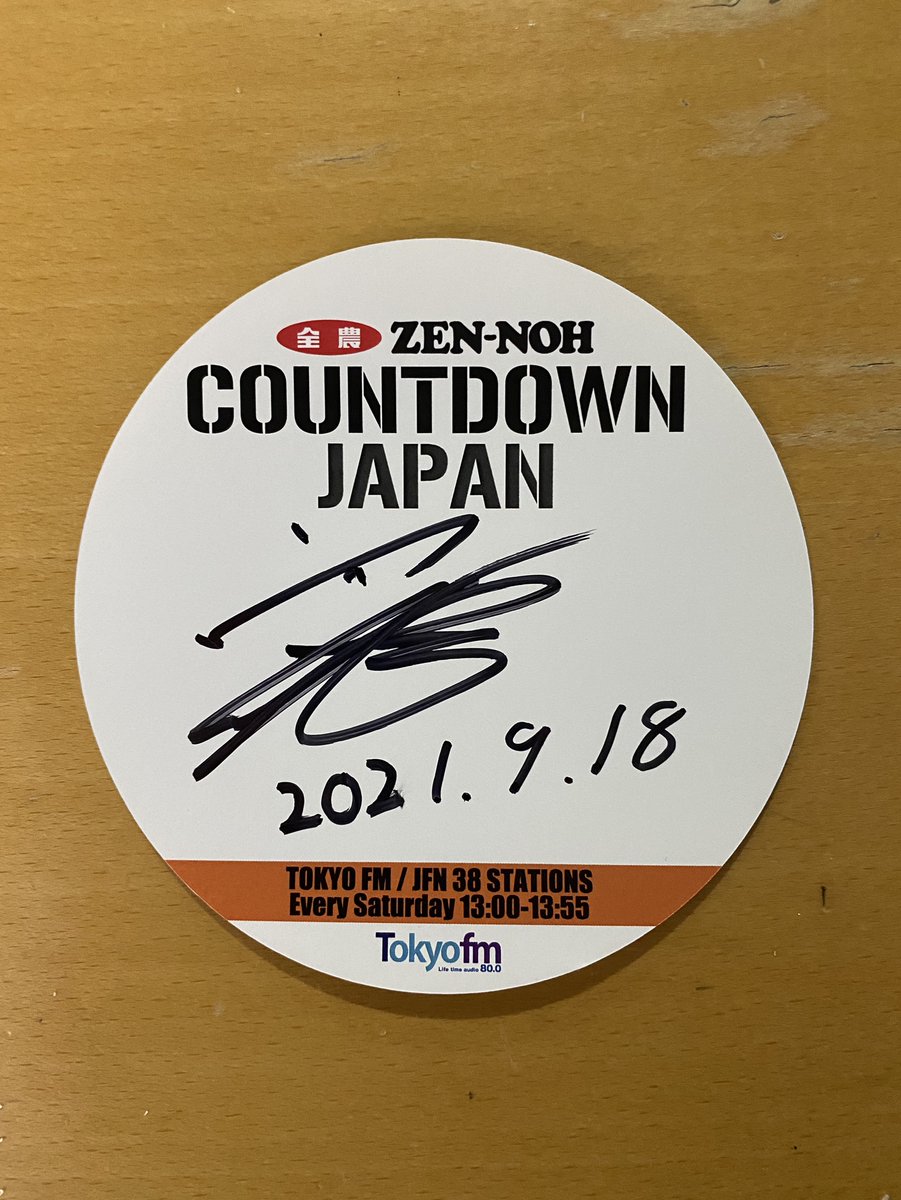 全農 ZEN-NOH
COUNTDOWN
JAPAN
2021.9.18
TOKYO FM / JFN 38 STATIONS
Every Saturday 13:00-13:55
Tokyofm
Life time audio 80.0